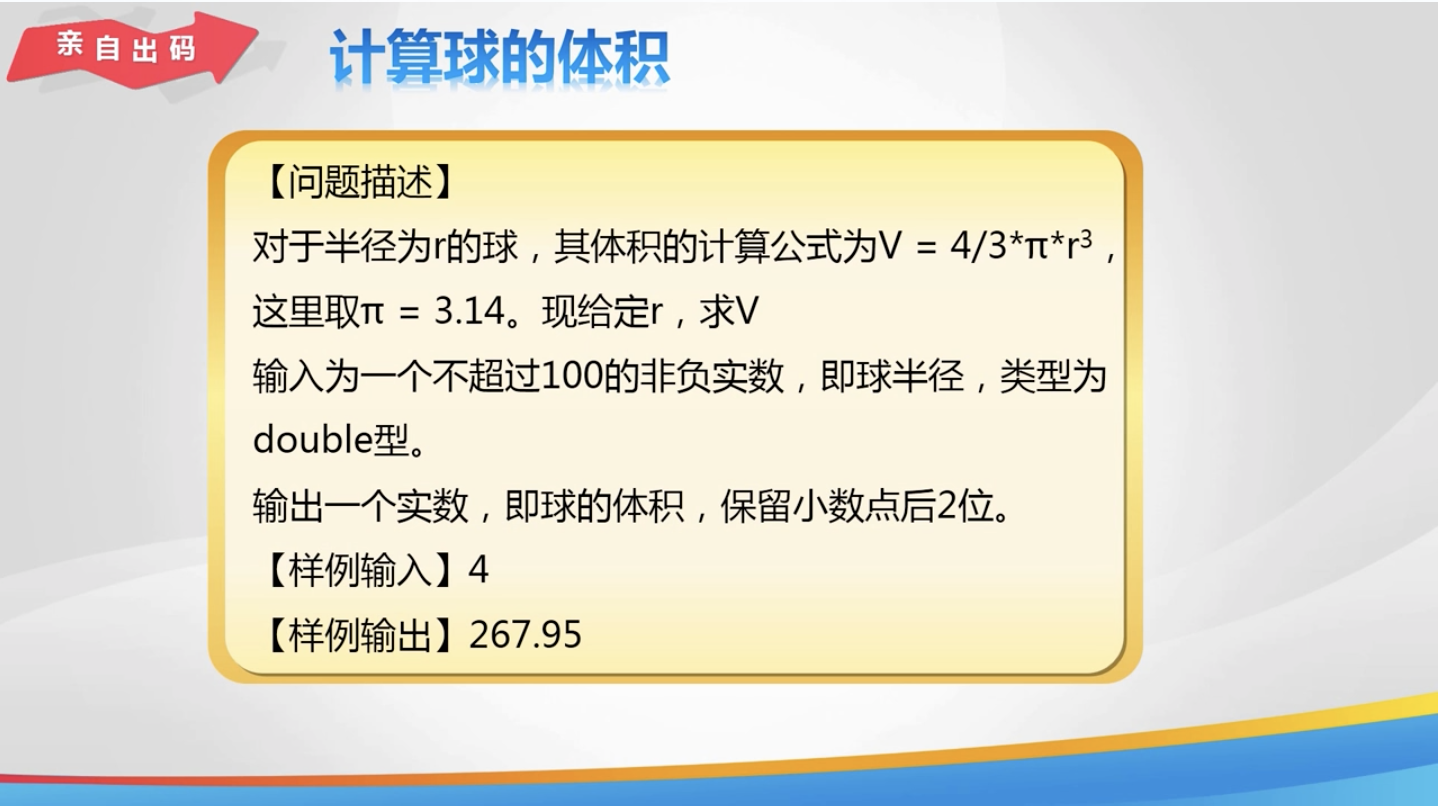 亲自出码
计算球的体积
【问题描述】
对于半径为r的球，其体积的计算公式为V = 4/3*π*r³，
这里取π = 3.14。现给定r，求V
输入为一个不超过100的非负实数，即球半径，类型为
double型。
输出一个实数，即球的体积，保留小数点后2位。
【样例输入】4
【样例输出】267.95